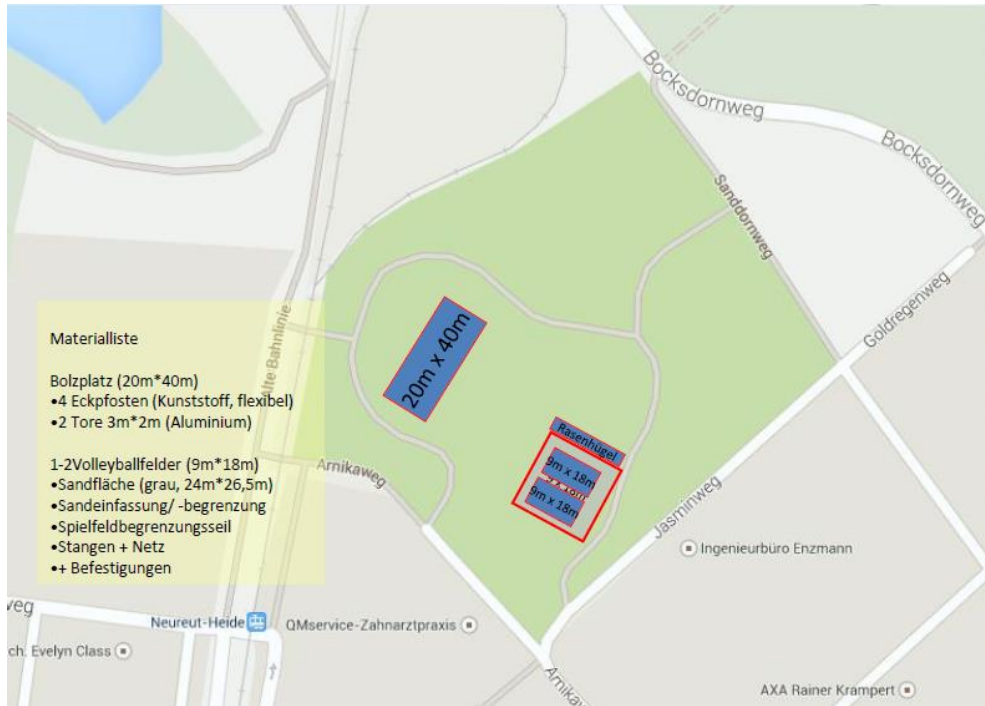 Bocksdornweg
Bocksdornweg
Sanddornweg
Goldregenweg
Materialliste
Bolzplatz (20m*40m)
•4 Eckpfosten (Kunststoff, flexibel)
•2 Tore 3m*2m (Aluminium)
1-2Volleyballfelder (9m*18m)
•Sandfläche (grau, 24m*26,5m)
•Sandeinfassung/ -begrenzung
•Spielfeldbegrenzungsseil
•Stangen + Netz
•+ Befestigungen
Alte Bahnlinie
20m x 40m
Rasenhügel
9m x 18m
9m x 18m
Arnikaweg
Jasminweg
Ingenieurbüro Enzmann
veg
Neureut-Heide
QMservice-Zahnarztpraxis
ch. Evelyn Class
Arnikaweg
AXA Rainer Krampert